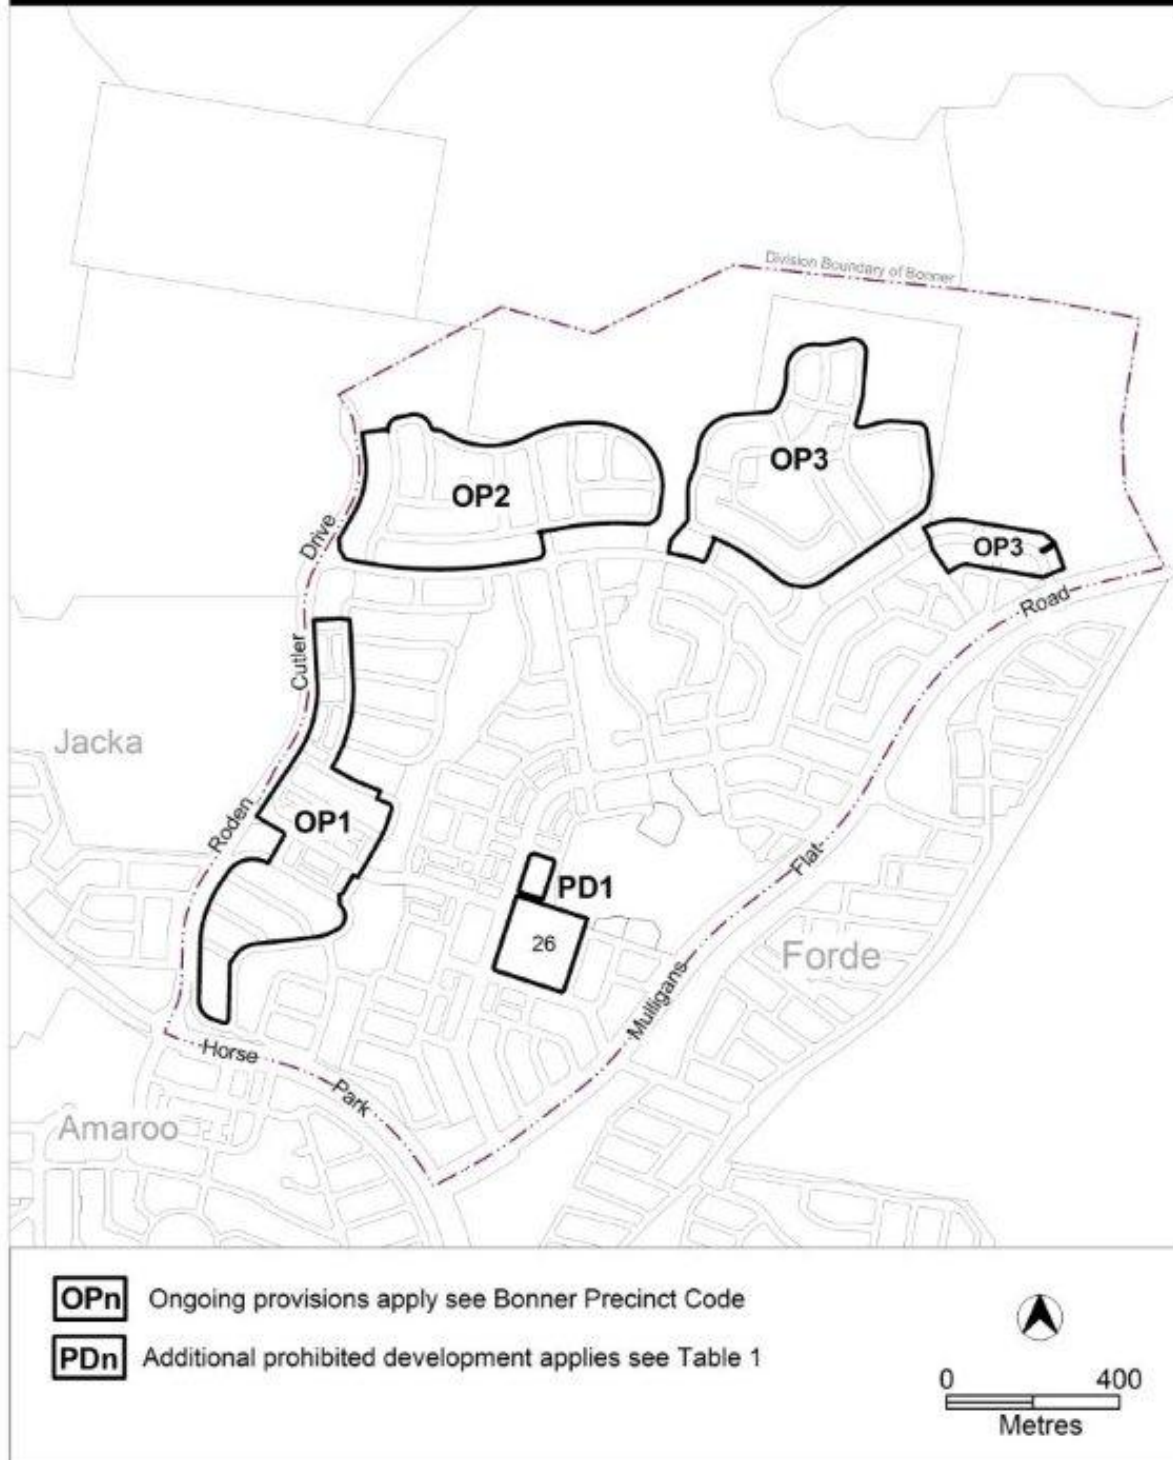 Division Boundary of Bonner
OP3
OP2
Drive
OP3
Road
Cutler
Jacka
Roden
OP1
Flat
PD1
26
Forde
Mulligans
Horse
Park
Amaroo
OPn Ongoing provisions apply see Bonner Precinct Code
PDn Additional prohibited development applies see Table 1
0 400
Metres